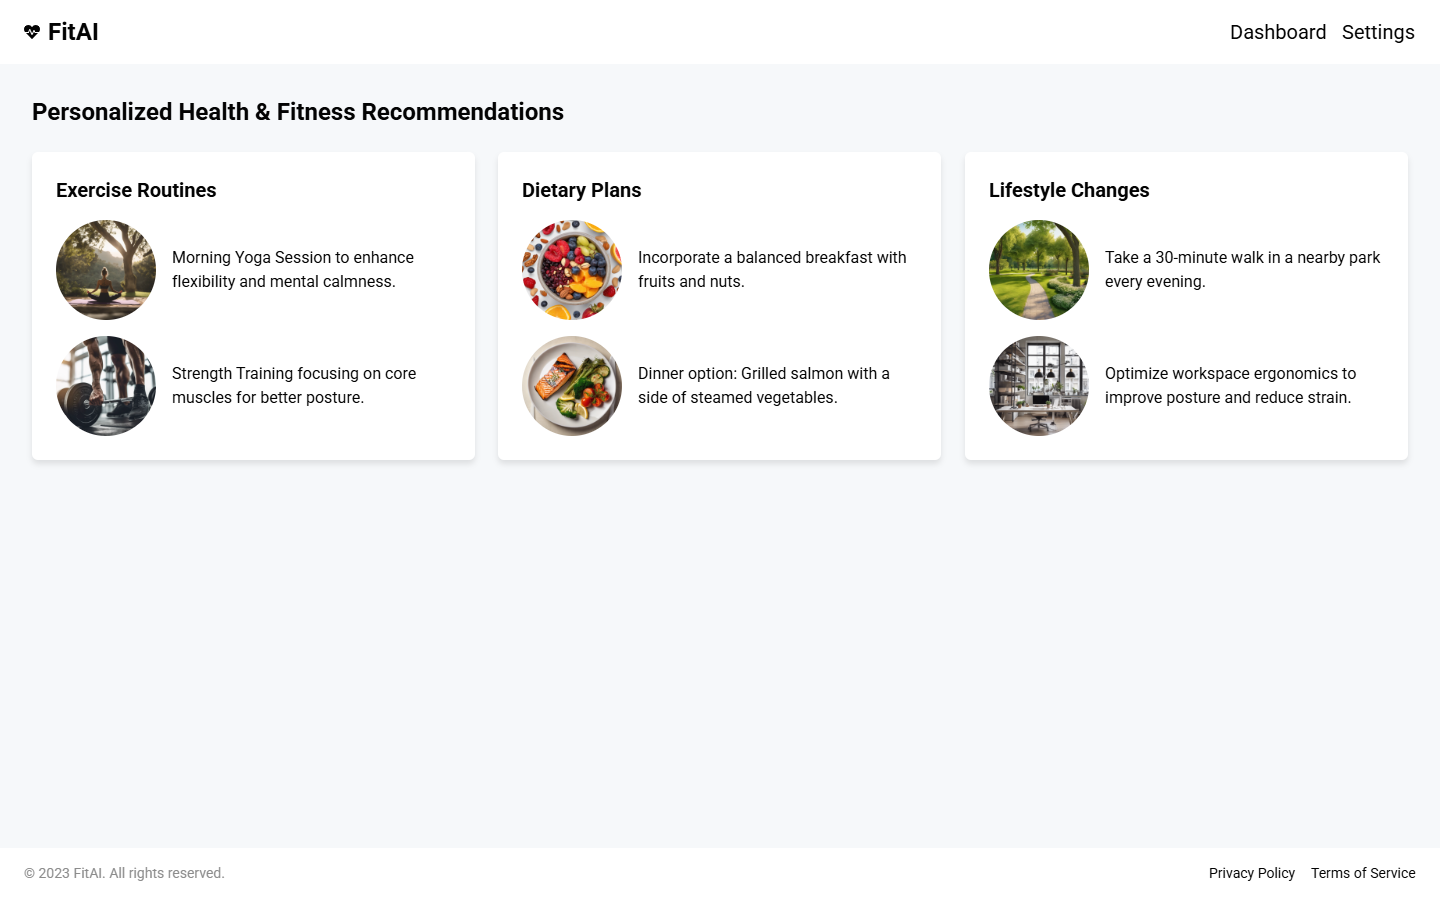 FitAI
Dashboard
Settings
Personalized Health & Fitness Recommendations
Exercise Routines
Morning Yoga Session to enhance
flexibility and mental calmness.
Strength Training focusing on core
muscles for better posture.
Dietary Plans
Incorporate a balanced breakfast with
fruits and nuts.
Dinner option: Grilled salmon with a
side of steamed vegetables.
Lifestyle Changes
Take a 30-minute walk in a nearby park
every evening.
Optimize workspace ergonomics to
improve posture and reduce strain.
© 2023 FitAI. All rights reserved.
Privacy Policy
Terms of Service